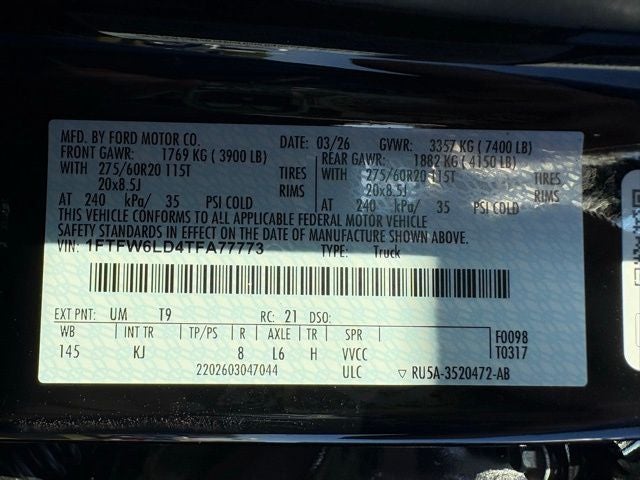 MFD. BY FORD MOTOR CO.
DATE: 03/26 GVWR: 3357 KG ( 7400 LB)
FRONT GAWR: 1769 KG ( 3900 LB)
REAR GAWR: 1882 KG ( 4150 LB)
WITH 275/60R20 115T TIRES
WITH 275/60R20 115T TIRES
20x8.5J RIMS
20x8.5J RIMS
AT 240 kPa/ 35 PSI COLD
AT 240 kPa/ 35 PSI COLD
THIS VEHICLE CONFORMS TO ALL APPLICABLE FEDERAL MOTOR VEHICLE
SAFETY STANDARDS IN EFFECT ON THE DATE OF MANUFACTURE SHOWN ABOVE.
VIN: 1FTFW6LD4TFA77773 TYPE: Truck
EXT PNT: UM T9 RC: 21 DSO:
WB INT TR TP/PS R AXLE TR SPR
145 KJ 8 L6 H VVCC
ULC
F0098
T0317
2202603047044
▽ RU5A-3520472-AB